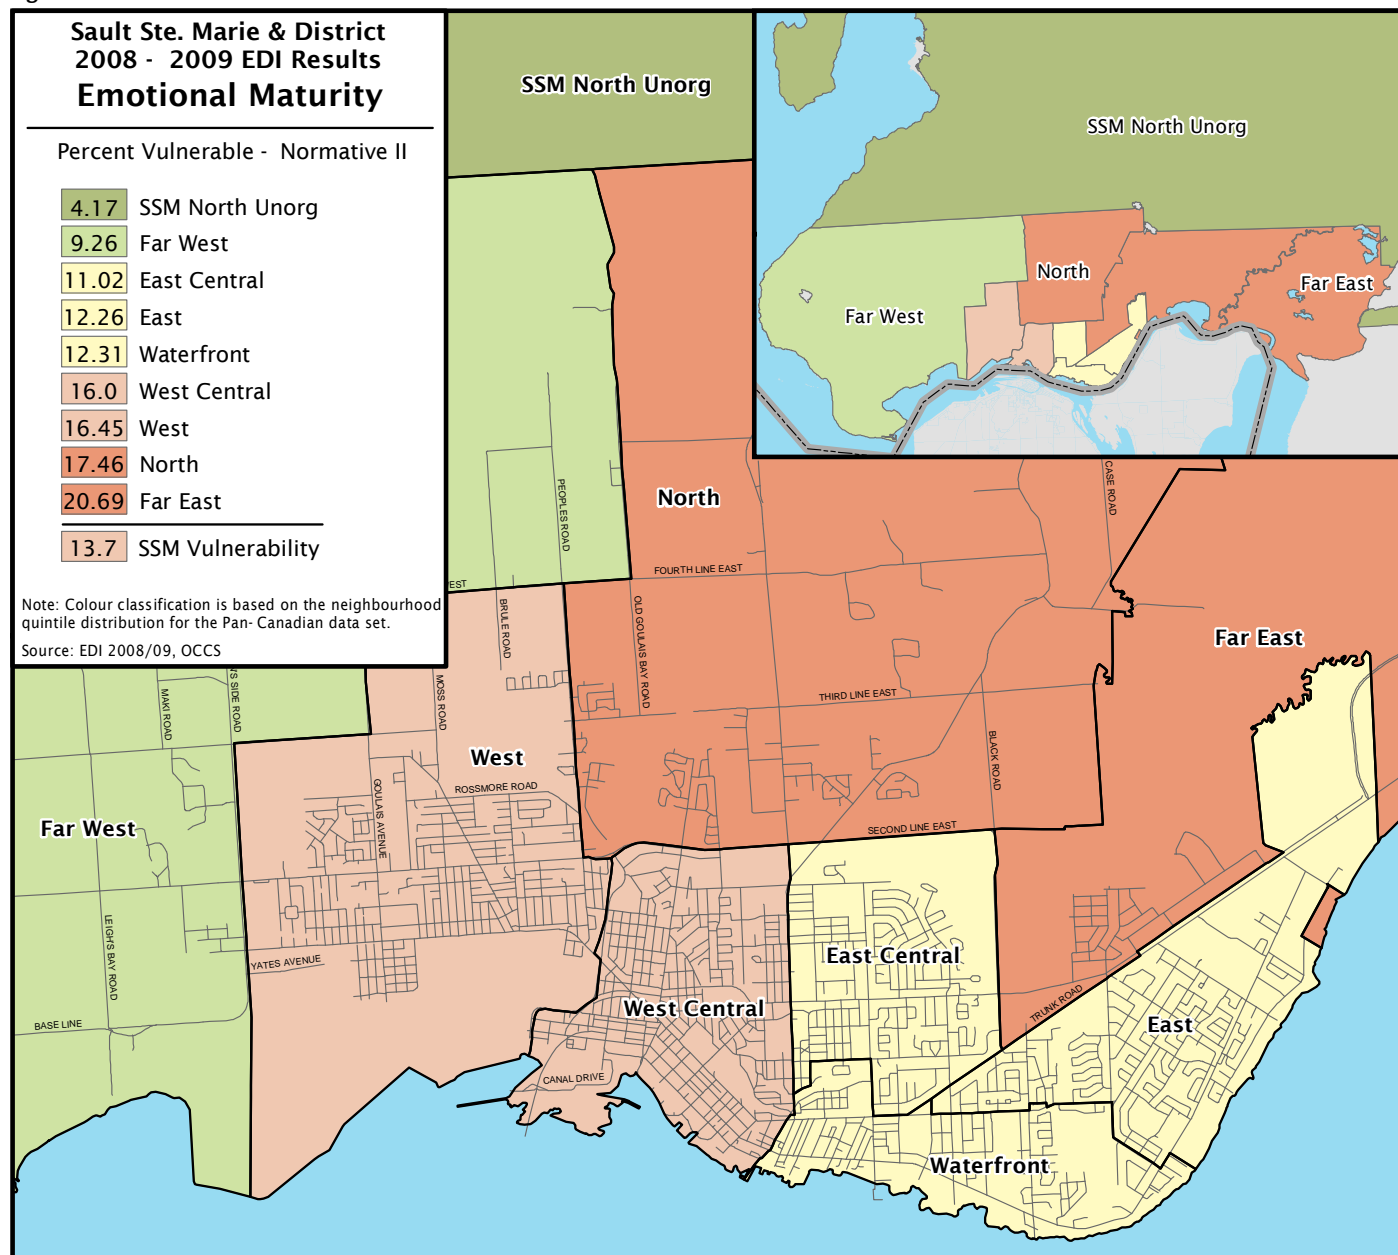 Sault Ste. Marie & District
2008 - 2009 EDI Results
Emotional Maturity
Percent Vulnerable - Normative II
4.17 SSM North Unorg
9.26 Far West
11.02 East Central
12.26 East
12.31 Waterfront
16.0 West Central
16.45 West
17.46 North
20.69 Far East
13.7 SSM Vulnerability
Note: Colour classification is based on the neighbourhood
quintile distribution for the Pan-Canadian data set.
Source: EDI 2008/09, OCCS
SSM North Unorg
SSM North Unorg
North
Far East
Far West
North
CASE ROAD
PEOPLES ROAD
FOURTH LINE EAST
EST
BRULE ROAD
OLD GOULAIS BAY ROAD
Far East
MAKI ROAD
WS SIDE ROAD
MOSS ROAD
THIRD LINE EAST
BLACK ROAD
West
ROSSMORE ROAD
GOULAIS AVENUE
Far West
SECOND LINE EAST
LEIGH'S BAY ROAD
YATES AVENUE
East Central
West Central
TRUNK ROAD
East
BASE LINE
CANAL DRIVE
Waterfront